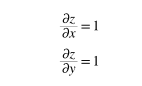 ∂z/∂x = 1
∂z/∂y = 1